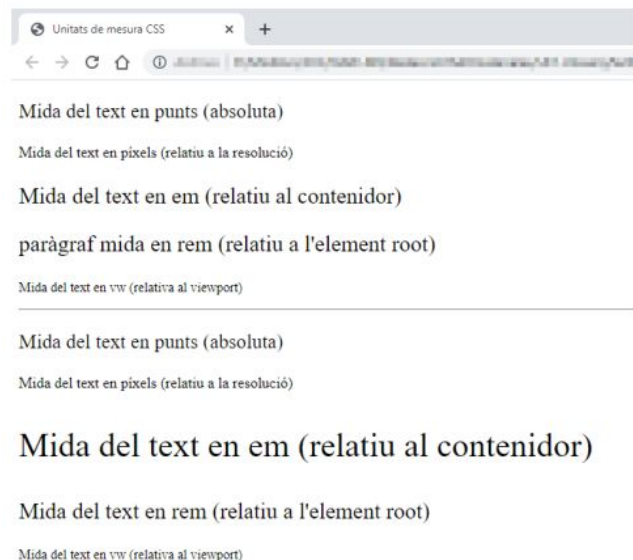 Unitats de mesura CSS
Mida del text en punts (absoluta)
Mida del text en píxels (relatiu a la resolució)
Mida del text en em (relatiu al contenidor)
paràgraf mida en rem (relatiu a l'element root)
Mida del text en vw (relativa al viewport)
Mida del text en punts (absoluta)
Mida del text en píxels (relatiu a la resolució)
Mida del text en em (relatiu al contenidor)
Mida del text en rem (relatiu a l'element root)
Mida del text en vw (relativa al viewport)